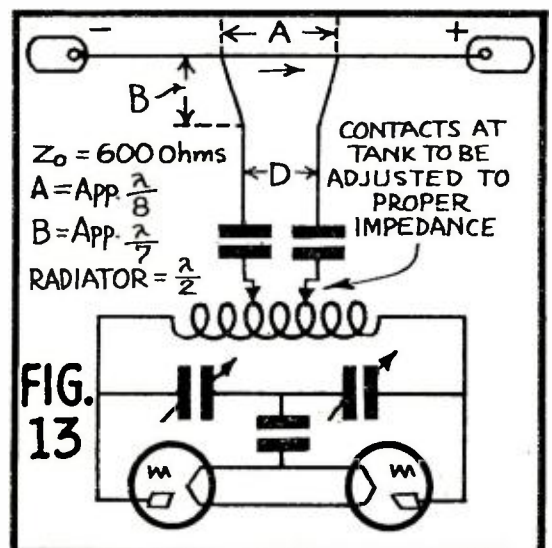 − ←A→ +
B
Z₀ = 600 Ohms
A = App. λ/8
B = App. λ/7
RADIATOR = λ/2
←D→
CONTACTS AT
TANK TO BE
ADJUSTED TO
PROPER
IMPEDANCE
FIG.
13